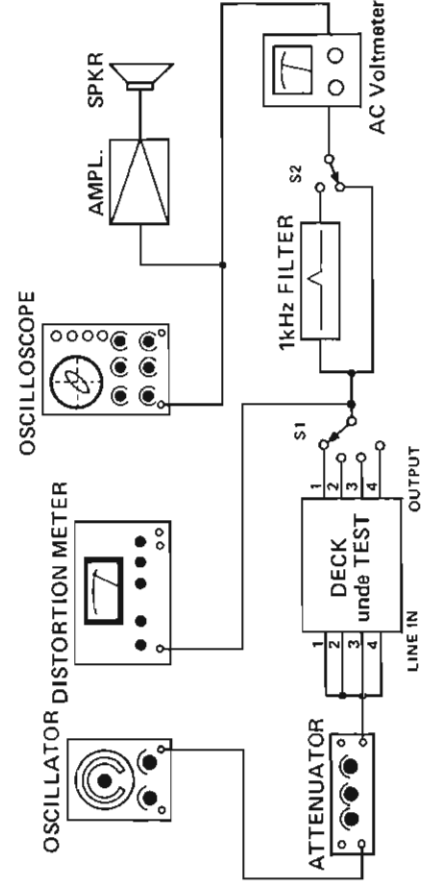 OSCILLATOR
DISTORTION METER
OSCILLOSCOPE
AMPL.
SPKR
ATTENUATOR
LINE IN
1
2
3
4
DECK
unde TEST
1
2
3
4
OUTPUT
S1
1kHz FILTER
S2
AC Voltmeter